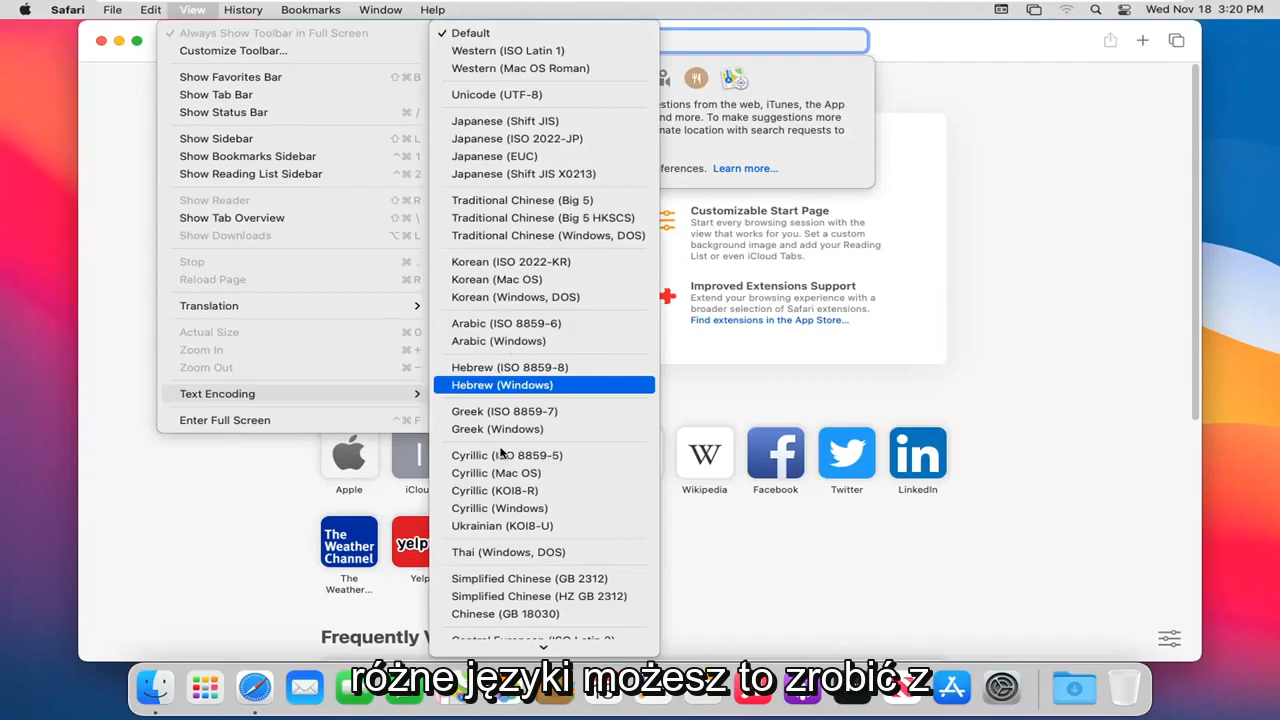 Safari File Edit View History Bookmarks Window Help Wed Nov 18 3:20 PM
Always Show Toolbar in Full Screen
Customize Toolbar...
Show Favorites Bar ⇧⌘B
Show Tab Bar
Show Status Bar ⌘/
Show Sidebar ⇧⌘L
Show Bookmarks Sidebar ^⌘1
Show Reading List Sidebar ^⌘2
Show Reader ⇧⌘R
Show Tab Overview ⇧⌘\
Show Downloads ⌥⌘L
Stop ⌘.
Reload Page ⌘R
Translation
Actual Size ⌘0
Zoom In ⌘+
Zoom Out ⌘−
Text Encoding
Enter Full Screen ^⌘F
Default
Western (ISO Latin 1)
Western (Mac OS Roman)
Unicode (UTF-8)
Japanese (Shift JIS)
Japanese (ISO 2022-JP)
Japanese (EUC)
Japanese (Shift JIS X0213)
Traditional Chinese (Big 5)
Traditional Chinese (Big 5 HKSCS)
Traditional Chinese (Windows, DOS)
Korean (ISO 2022-KR)
Korean (Mac OS)
Korean (Windows, DOS)
Arabic (ISO 8859-6)
Arabic (Windows)
Hebrew (ISO 8859-8)
Hebrew (Windows)
Greek (ISO 8859-7)
Greek (Windows)
Cyrillic (ISO 8859-5)
Cyrillic (Mac OS)
Cyrillic (KOI8-R)
Cyrillic (Windows)
Ukrainian (KOI8-U)
Thai (Windows, DOS)
Simplified Chinese (GB 2312)
Simplified Chinese (HZ GB 2312)
Chinese (GB 18030)
Central European (ISO Latin 2)
stions from the web, iTunes, the App
nd more. To make suggestions more
mate location with search requests to
ferences. Learn more...
Customizable Start Page
Start every browsing session with the
view that works for you. Set a custom
background image and add your Reading
List or even iCloud Tabs.
Improved Extensions Support
Extend your browsing experience with a
broader selection of Safari extensions.
Find extensions in the App Store...
W
Apple iClou Wikipedia Facebook Twitter LinkedIn
The Weather Channel
yelp
The
Weather...
Yelp
Frequently V
różne języki możesz to zrobić z